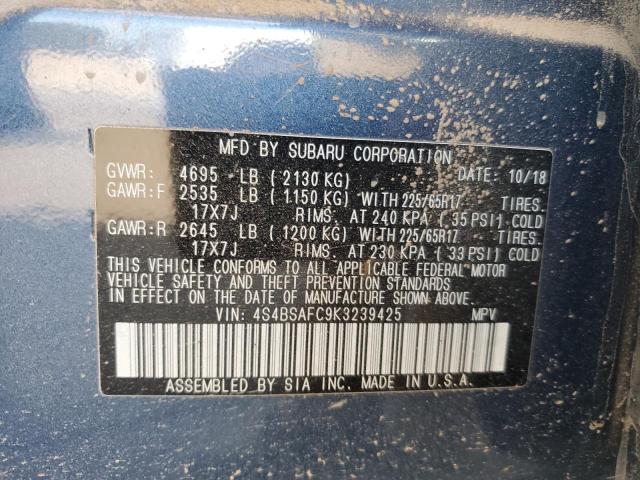 MFD BY SUBARU CORPORATION
GVWR: 4695 LB (2130 KG) DATE: 10/18
GAWR:F 2535 LB (1150 KG) WITH 225/65R17 TIRES.
17X7J RIMS. AT 240 KPA (35 PSI) COLD
GAWR:R 2645 LB (1200 KG) WITH 225/65R17 TIRES.
17X7J RIMS. AT 230 KPA (33 PSI) COLD
THIS VEHICLE CONFORMS TO ALL APPLICABLE FEDERAL MOTOR
VEHICLE SAFETY AND THEFT PREVENTION STANDARDS
IN EFFECT ON THE DATE OF MANUFACTURE SHOWN ABOVE.
VIN: 4S4BSAFC9K3239425 MPV
ASSEMBLED BY SIA INC. MADE IN U.S.A.